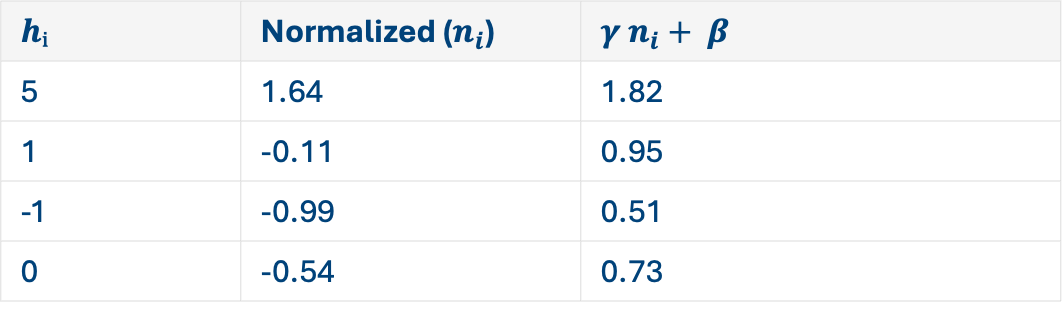 hᵢ Normalized (nᵢ) γ nᵢ + β
5 1.64 1.82
1 -0.11 0.95
-1 -0.99 0.51
0 -0.54 0.73